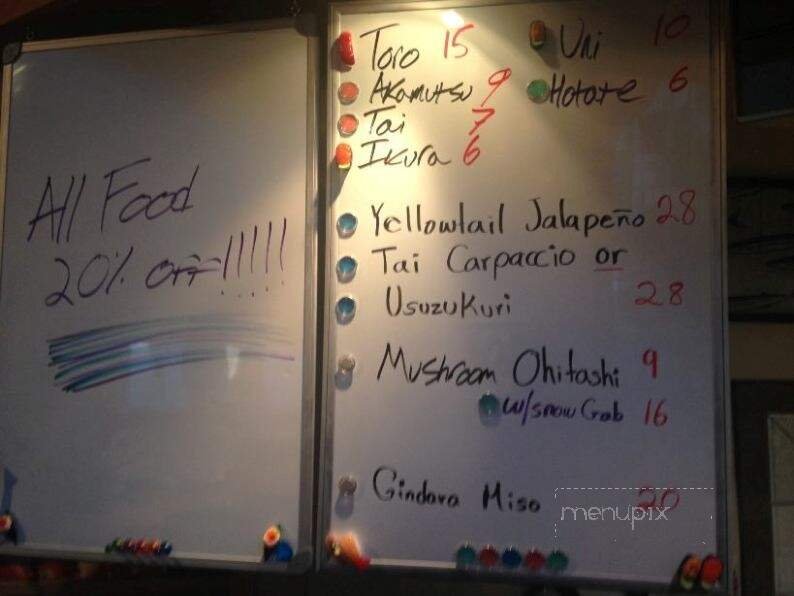 All Food
20% off!!!!!
Toro 15
Akamutsu 9
Tai 7
Ikura 6
Uni 10
Hotate 6
Yellowtail Jalapeño 28
Tai Carpaccio or
Usuzukuri 28
Mushroom Ohitashi 9
w/snow Crab 16
Gindara Miso 20
menupix